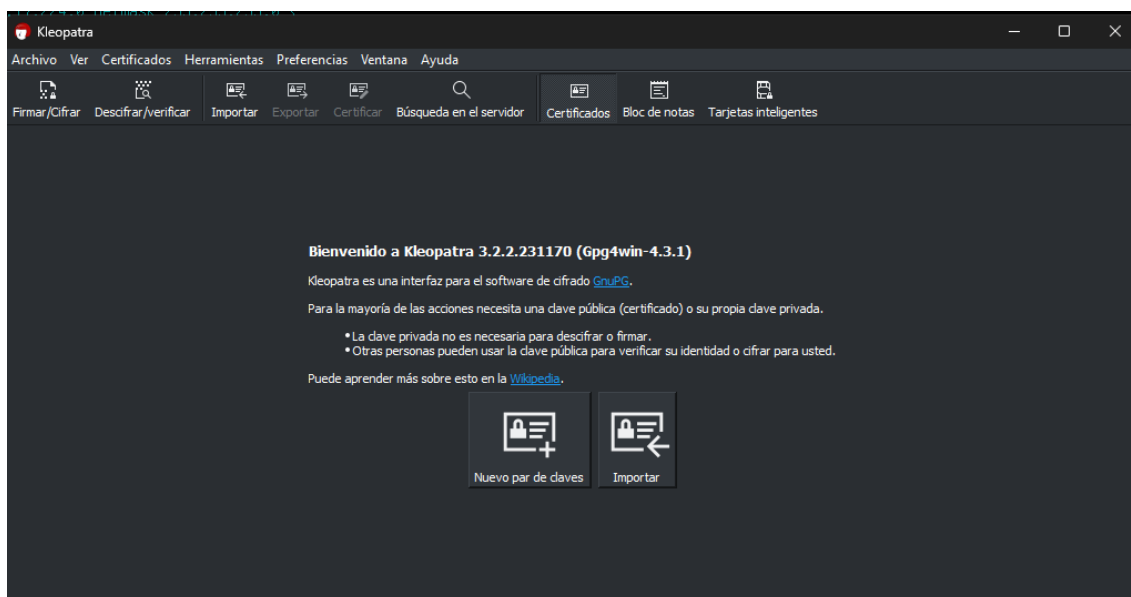 Kleopatra
Archivo Ver Certificados Herramientas Preferencias Ventana Ayuda
Firmar/Cifrar Descifrar/verificar Importar Exportar Certificar Búsqueda en el servidor Certificados Bloc de notas Tarjetas inteligentes
Bienvenido a Kleopatra 3.2.2.231170 (Gpg4win-4.3.1)
Kleopatra es una interfaz para el software de cifrado GnuPG.
Para la mayoría de las acciones necesita una clave pública (certificado) o su propia clave privada.
•La clave privada no es necesaria para descifrar o firmar.
•Otras personas pueden usar la clave pública para verificar su identidad o cifrar para usted.
Puede aprender más sobre esto en la Wikipedia.
Nuevo par de claves Importar